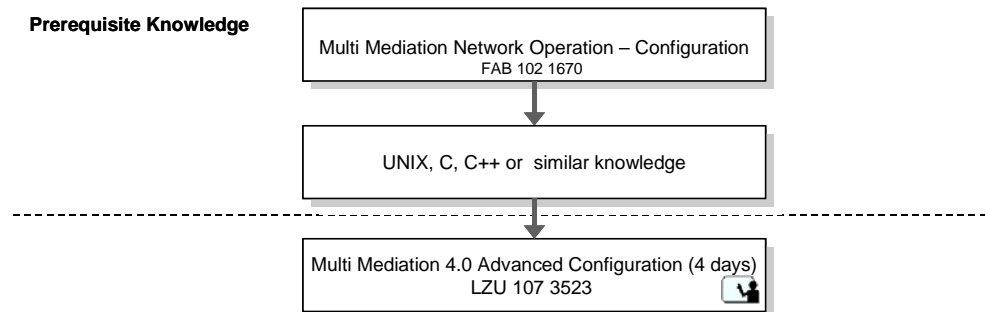 Prerequisite Knowledge
Multi Mediation Network Operation – Configuration
FAB 102 1670
UNIX, C, C++ or similar knowledge
Multi Mediation 4.0 Advanced Configuration (4 days)
LZU 107 3523